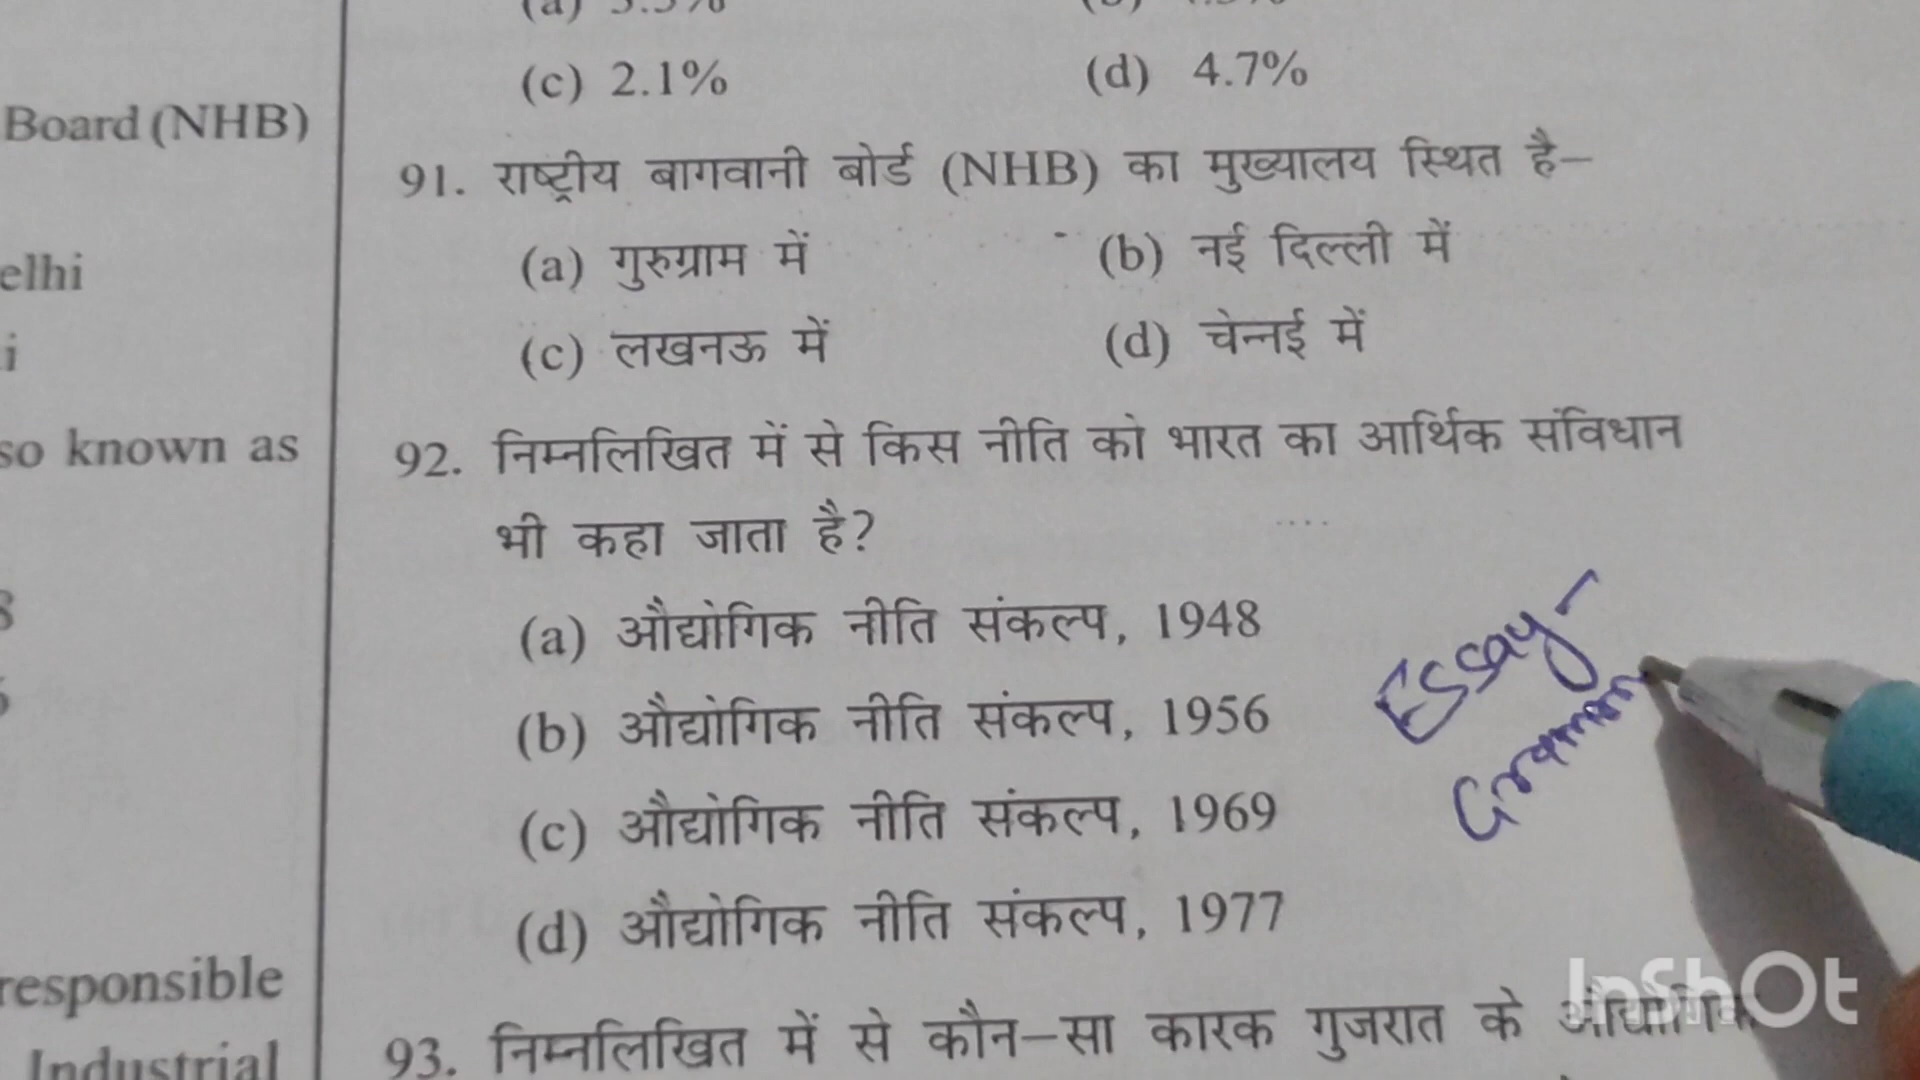 (c) 2.1%
(d) 4.7%
Board (NHB)
elhi
i
so known as
responsible
Industrial
91. राष्ट्रीय बागवानी बोर्ड (NHB) का मुख्यालय स्थित है–
(a) गुरुग्राम में
(b) नई दिल्ली में
(c) लखनऊ में
(d) चेन्नई में
92. निम्नलिखित में से किस नीति को भारत का आर्थिक संविधान
भी कहा जाता है?
(a) औद्योगिक नीति संकल्प, 1948
(b) औद्योगिक नीति संकल्प, 1956
(c) औद्योगिक नीति संकल्प, 1969
(d) औद्योगिक नीति संकल्प, 1977
93. निम्नलिखित में से कौन–सा कारक गुजरात के औद्योगिक
Essay-
InShOt